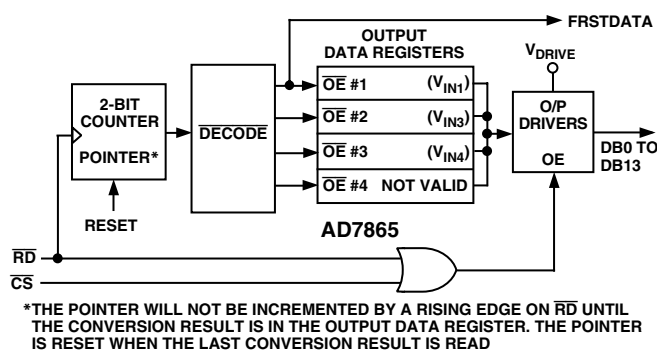 FRSTDATA
OUTPUT
DATA REGISTERS
V_DRIVE
2-BIT
COUNTER
POINTER*
RESET
DECODE
OE #1 (V_IN1)
OE #2 (V_IN3)
OE #3 (V_IN4)
OE #4 NOT VALID
O/P
DRIVERS
OE
DB0 TO
DB13
AD7865
RD
CS
*THE POINTER WILL NOT BE INCREMENTED BY A RISING EDGE ON RD UNTIL
THE CONVERSION RESULT IS IN THE OUTPUT DATA REGISTER. THE POINTER
IS RESET WHEN THE LAST CONVERSION RESULT IS READ